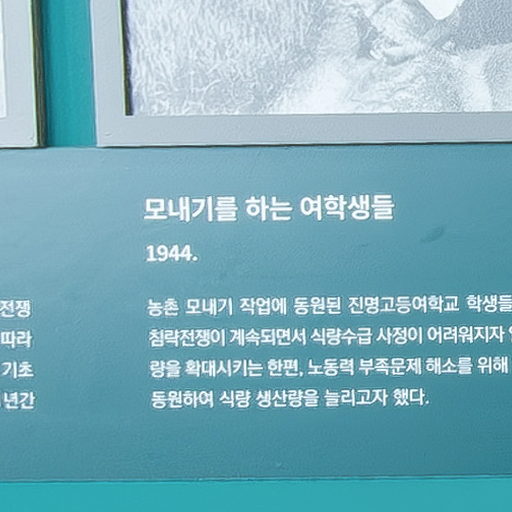 모내기를 하는 여학생들
1944.
농촌 모내기 작업에 동원된 진명고등여학교 학생들
침략전쟁이 계속되면서 식량수급 사정이 어려워지자
량을 확대시키는 한편, 노동력 부족문제 해소를 위해
동원하여 식량 생산량을 늘리고자 했다.
전쟁
따라
기초
년간